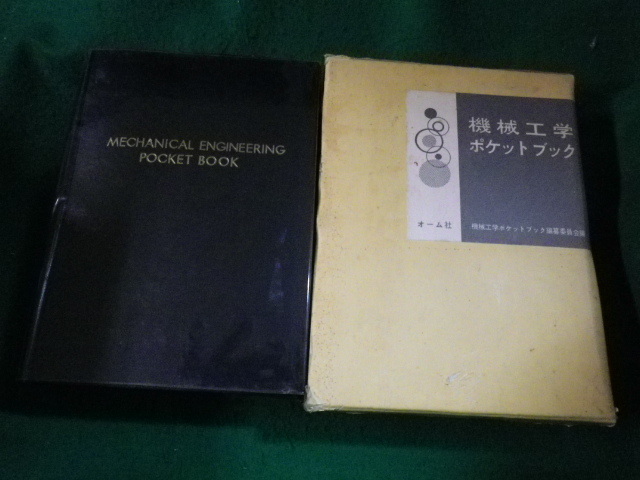 MECHANICAL ENGINEERING
POCKET BOOK
機械工学
ポケットブック
オーム社
機械工学ポケットブック編纂委員会編